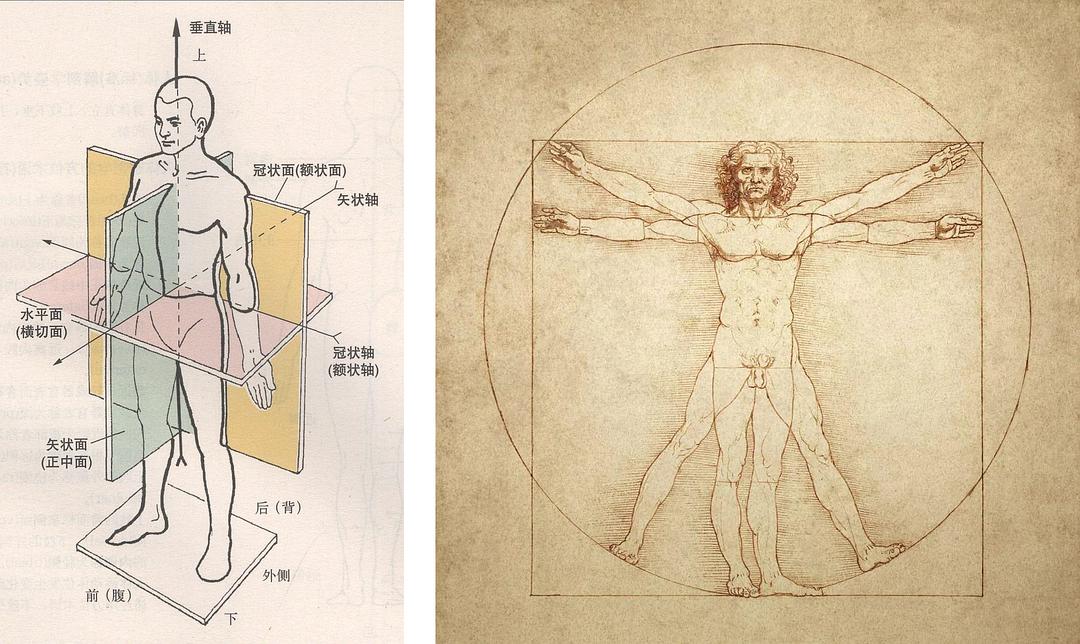 垂直轴
上
冠状面(额状面)
矢状轴
水平面
(横切面)
冠状轴
(额状轴)
矢状面
(正中面)
后（背）
外侧
前（腹）
下